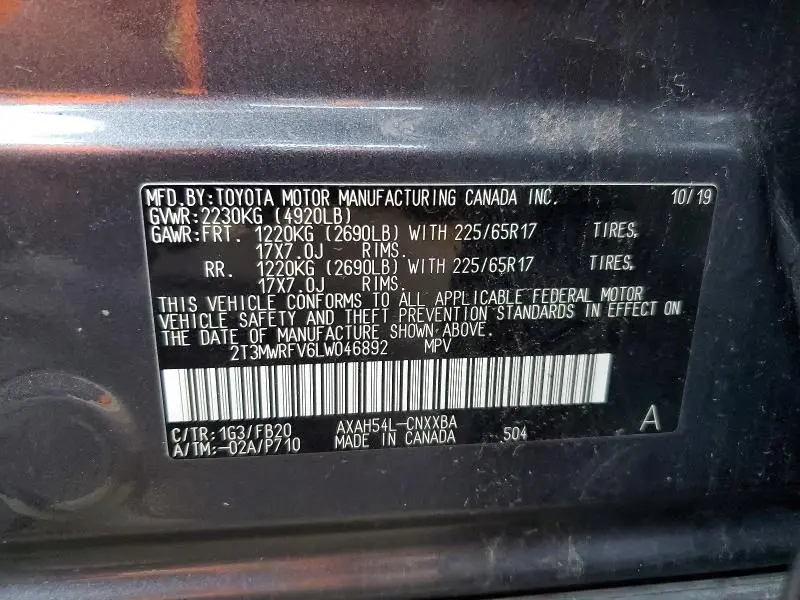 MFD.BY:TOYOTA MOTOR MANUFACTURING CANADA INC. 10/19
GVWR:2230KG (4920LB)
GAWR:FRT. 1220KG (2690LB) WITH 225/65R17 TIRES,
17X7.0J RIMS.
RR. 1220KG (2690LB) WITH 225/65R17 TIRES,
17X7.0J RIMS.
THIS VEHICLE CONFORMS TO ALL APPLICABLE FEDERAL MOTOR
VEHICLE SAFETY AND THEFT PREVENTION STANDARDS IN EFFECT ON
THE DATE OF MANUFACTURE SHOWN ABOVE.
2T3MWRFV6LW046892 MPV
C/TR:1G3/FB20 AXAH54L-CNXXBA A
A/TM:-02A/P710 MADE IN CANADA 504